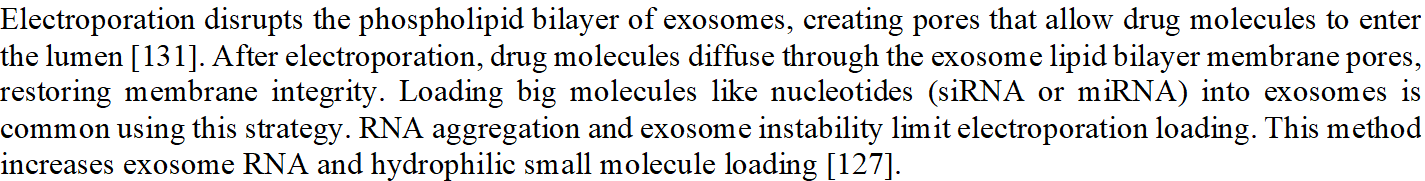 Electroporation disrupts the phospholipid bilayer of exosomes, creating pores that allow drug molecules to enter
the lumen [131]. After electroporation, drug molecules diffuse through the exosome lipid bilayer membrane pores,
restoring membrane integrity. Loading big molecules like nucleotides (siRNA or miRNA) into exosomes is
common using this strategy. RNA aggregation and exosome instability limit electroporation loading. This method
increases exosome RNA and hydrophilic small molecule loading [127].